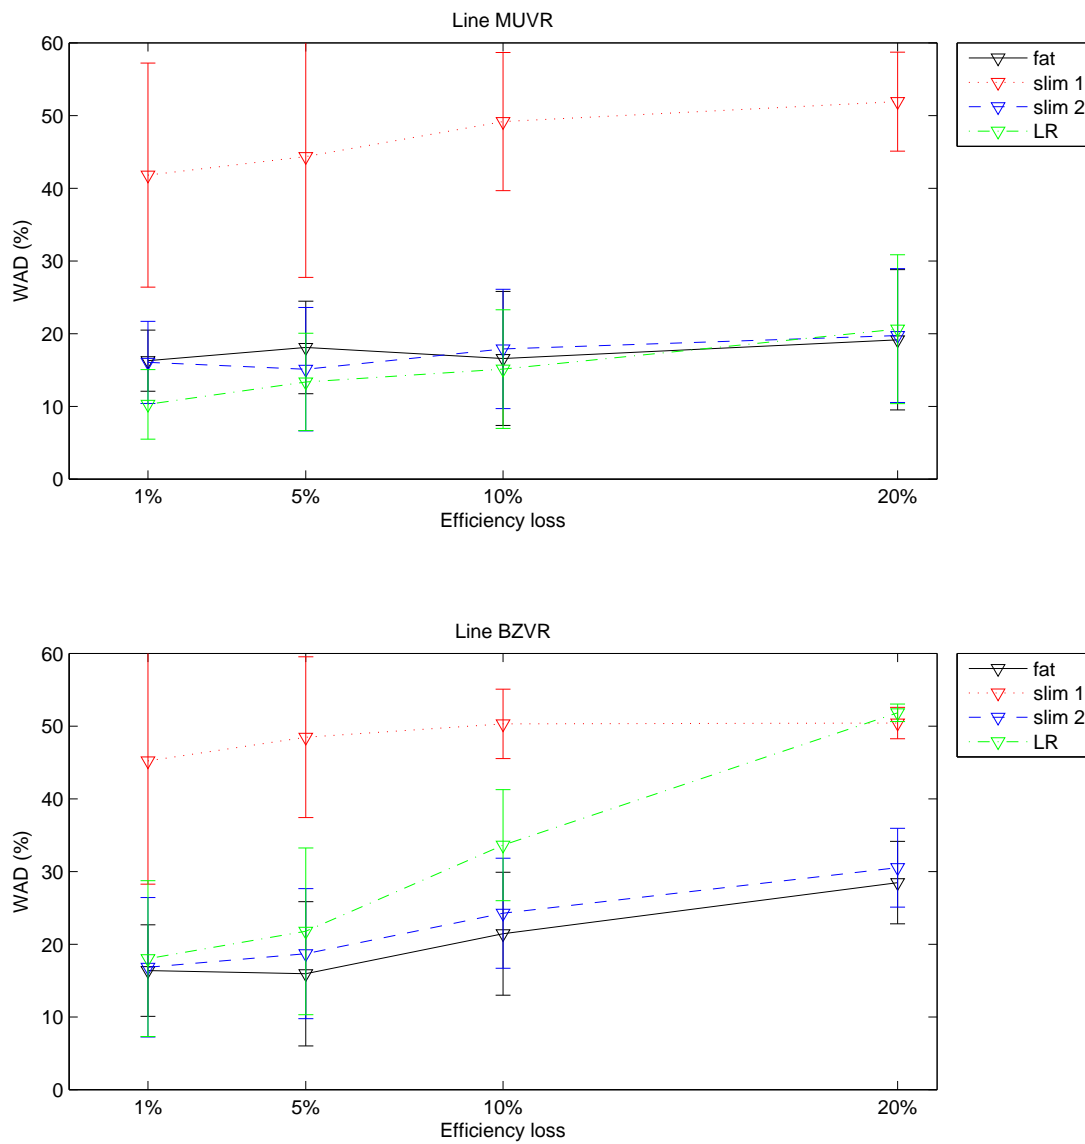 Line MUVR
60
50
40
30
20
10
0
WAD (%)
1% 5% 10% 20%
Efficiency loss
fat
slim 1
slim 2
LR
Line BZVR
60
50
40
30
20
10
0
WAD (%)
1% 5% 10% 20%
Efficiency loss
fat
slim 1
slim 2
LR